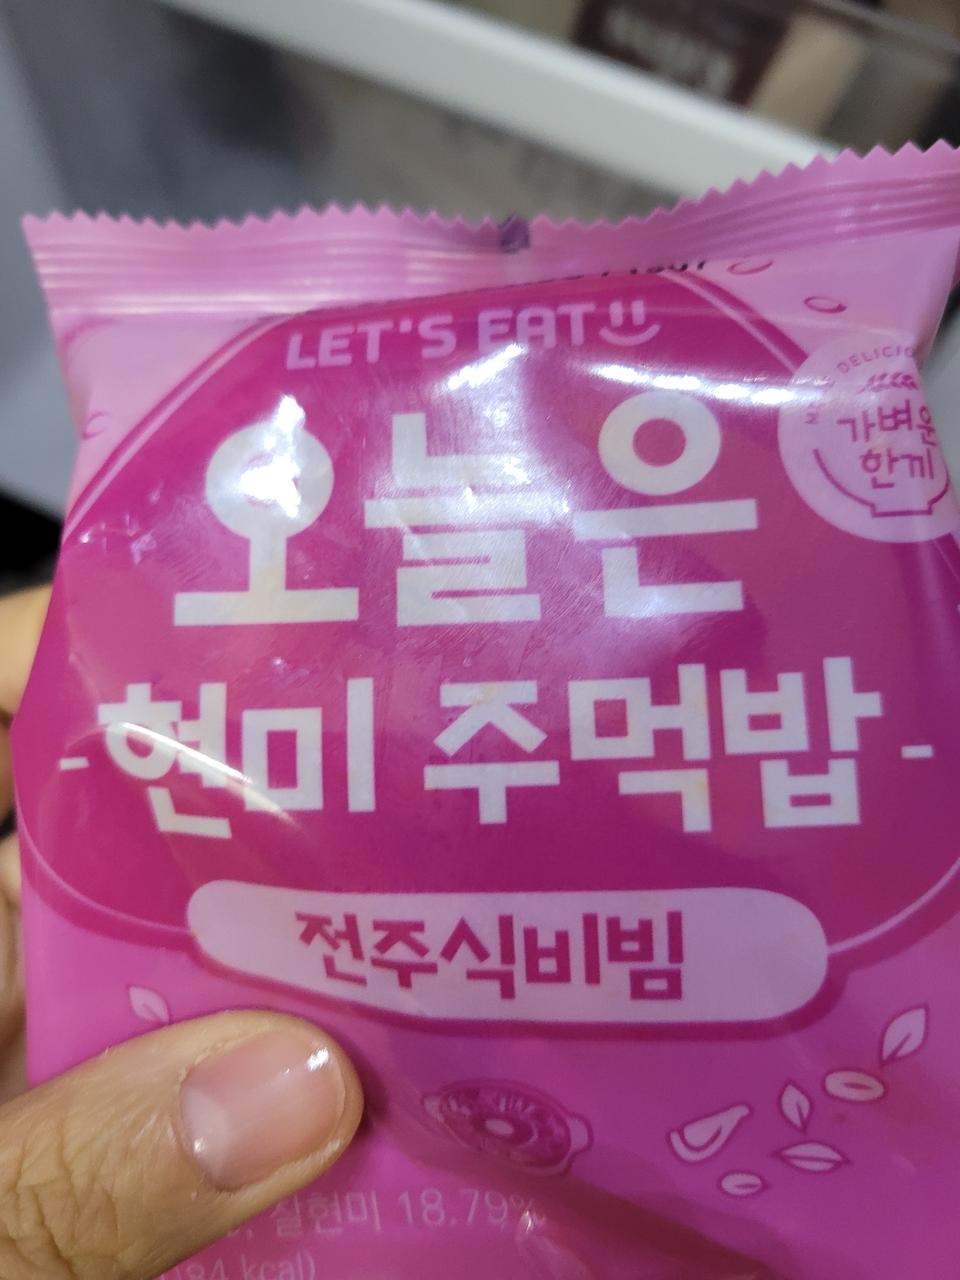 LET'S EAT
가벼운
한끼
오늘은
현미 주먹밥
전주식비빔
찰현미 18.79%
kcal)